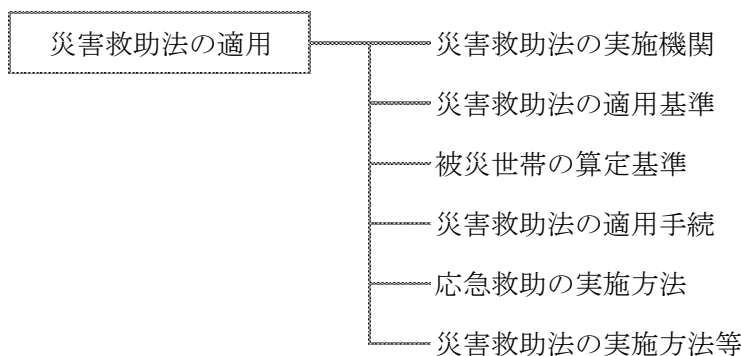 災害救助法の適用
災害救助法の実施機関
災害救助法の適用基準
被災世帯の算定基準
災害救助法の適用手続
応急救助の実施方法
災害救助法の実施方法等